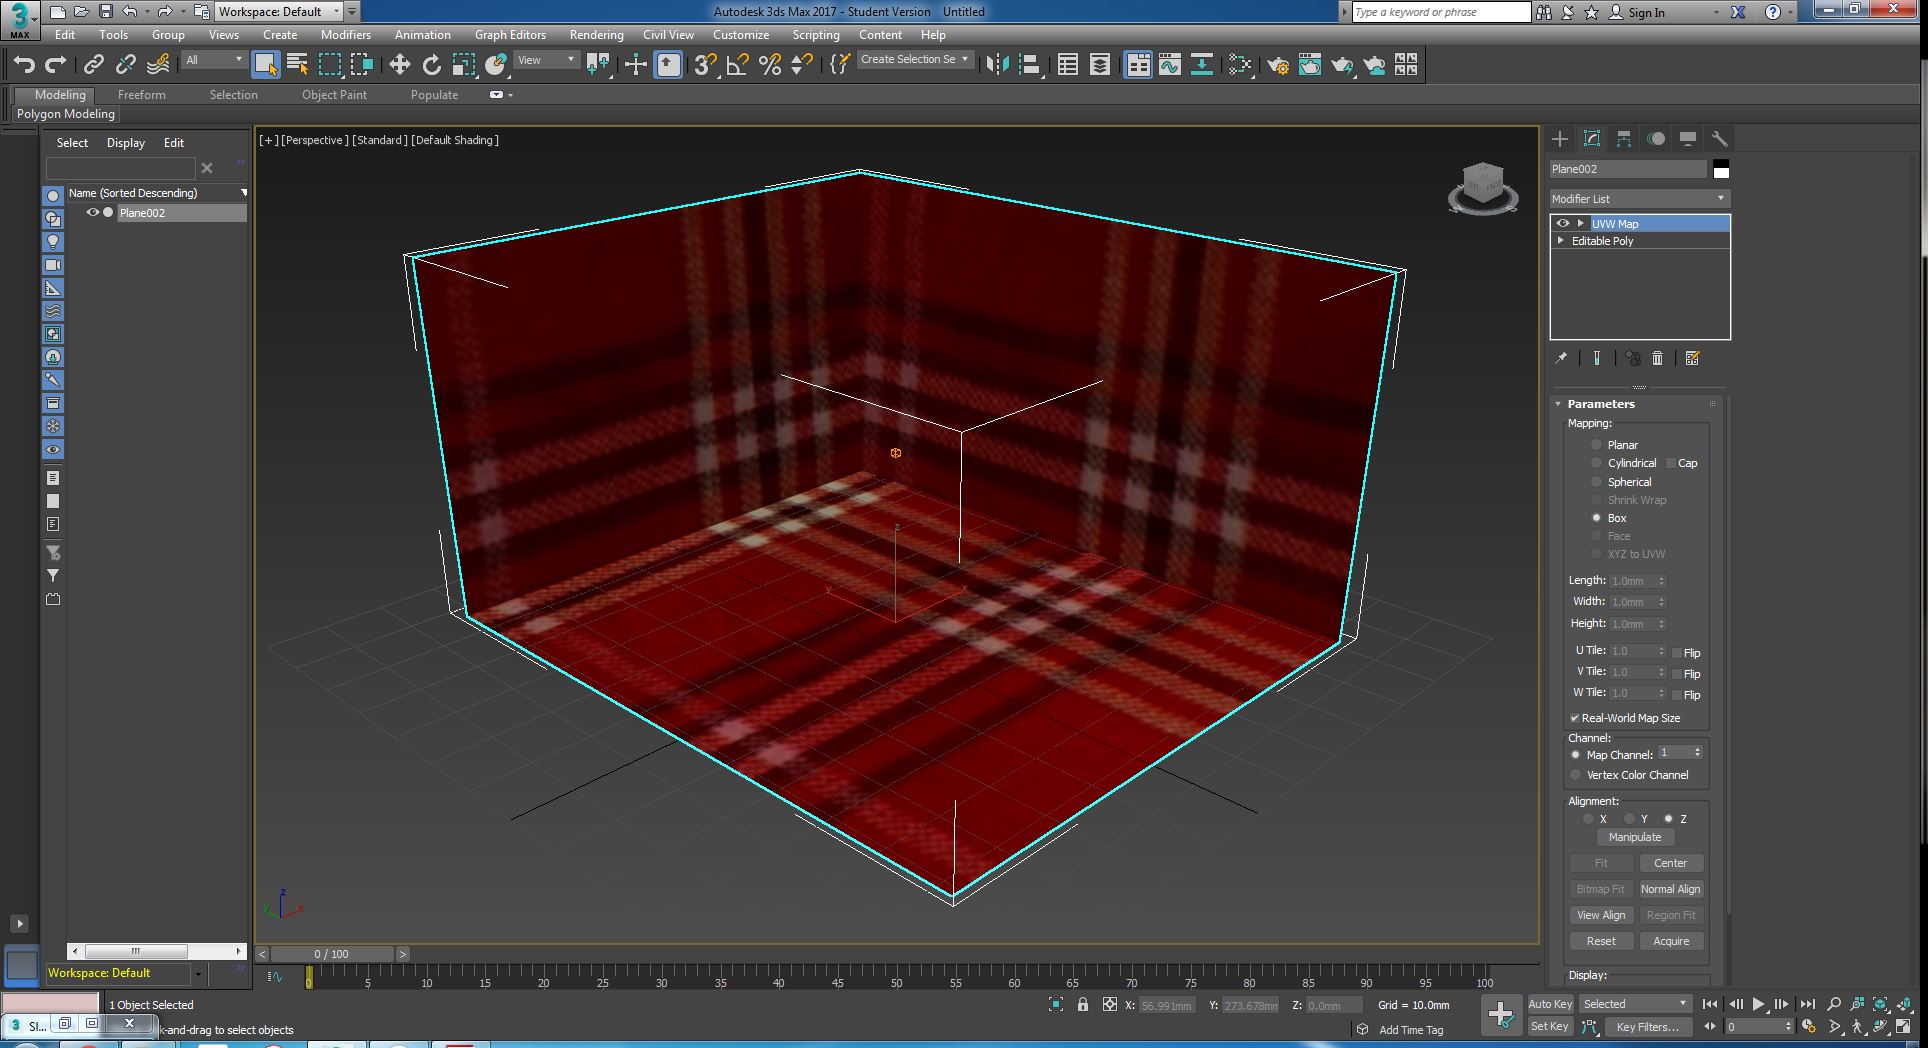 Workspace: Default
Autodesk 3ds Max 2017 - Student Version Untitled
Type a keyword or phrase
Sign In
3
MAX
Edit Tools Group Views Create Modifiers Animation Graph Editors Rendering Civil View Customize Scripting Content Help
All
View
Create Selection Se
Modeling Freeform Selection Object Paint Populate
Polygon Modeling
Select Display Edit
Name (Sorted Descending)
Plane002
[+] [Perspective] [Standard] [Default Shading]
z
x
y
z
x
y
Plane002
Modifier List
UVW Map
Editable Poly
Parameters
Mapping:
Planar
Cylindrical Cap
Spherical
Shrink Wrap
Box
Face
XYZ to UVW
Length: 1.0mm
Width: 1.0mm
Height: 1.0mm
U Tile: 1.0 Flip
V Tile: 1.0 Flip
W Tile: 1.0 Flip
Real-World Map Size
Channel:
Map Channel: 1
Vertex Color Channel
Alignment:
X Y Z
Manipulate
Fit Center
Bitmap Fit Normal Align
View Align Region Fit
Reset Acquire
Display:
< 0 / 100 >
Workspace: Default
0 5 10 15 20 25 30 35 40 45 50 55 60 65 70 75 80 85 90 95 100
1 Object Selected
X: 56.991mm Y: 273.678mm Z: 0.0mm Grid = 10.0mm
Auto Key Selected
3 Sl...
k-and-drag to select objects
Add Time Tag
Set Key Key Filters... 0